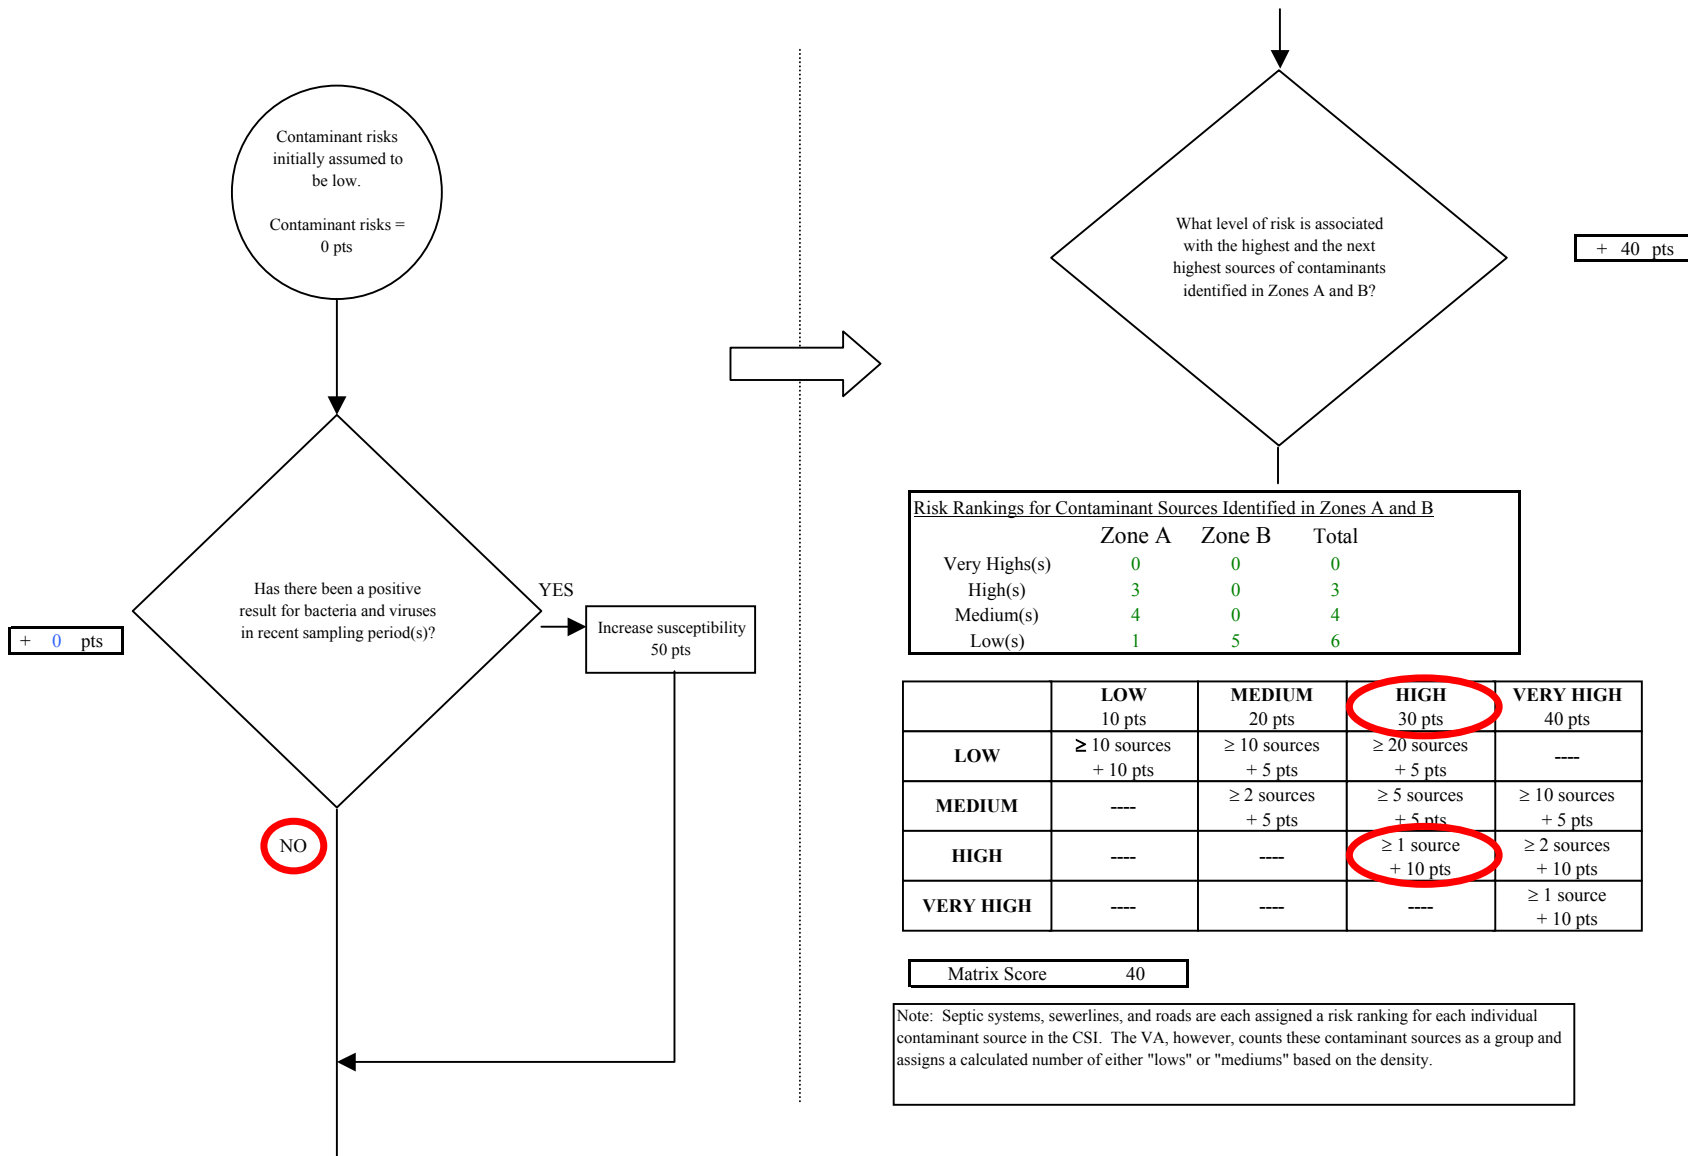 Contaminant risks
initially assumed to
be low.
Contaminant risks =
0 pts
Has there been a positive
result for bacteria and viruses
in recent sampling period(s)?
YES
+ 0 pts
Increase susceptibility
50 pts
NO
What level of risk is associated
with the highest and the next
highest sources of contaminants
identified in Zones A and B?
+ 40 pts
Risk Rankings for Contaminant Sources Identified in Zones A and B
Zone A Zone B Total
Very Highs(s) 0 0 0
High(s) 3 0 3
Medium(s) 4 0 4
Low(s) 1 5 6
LOW MEDIUM HIGH VERY HIGH
10 pts 20 pts 30 pts 40 pts
LOW ≥ 10 sources ≥ 10 sources ≥ 20 sources ----
+ 10 pts + 5 pts + 5 pts
MEDIUM ---- ≥ 2 sources ≥ 5 sources ≥ 10 sources
+ 5 pts + 5 pts + 5 pts
HIGH ---- ---- ≥ 1 source ≥ 2 sources
+ 10 pts + 10 pts
VERY HIGH ---- ---- ---- ≥ 1 source
+ 10 pts
Matrix Score 40
Note: Septic systems, sewerlines, and roads are each assigned a risk ranking for each individual
contaminant source in the CSI. The VA, however, counts these contaminant sources as a group and
assigns a calculated number of either "lows" or "mediums" based on the density.